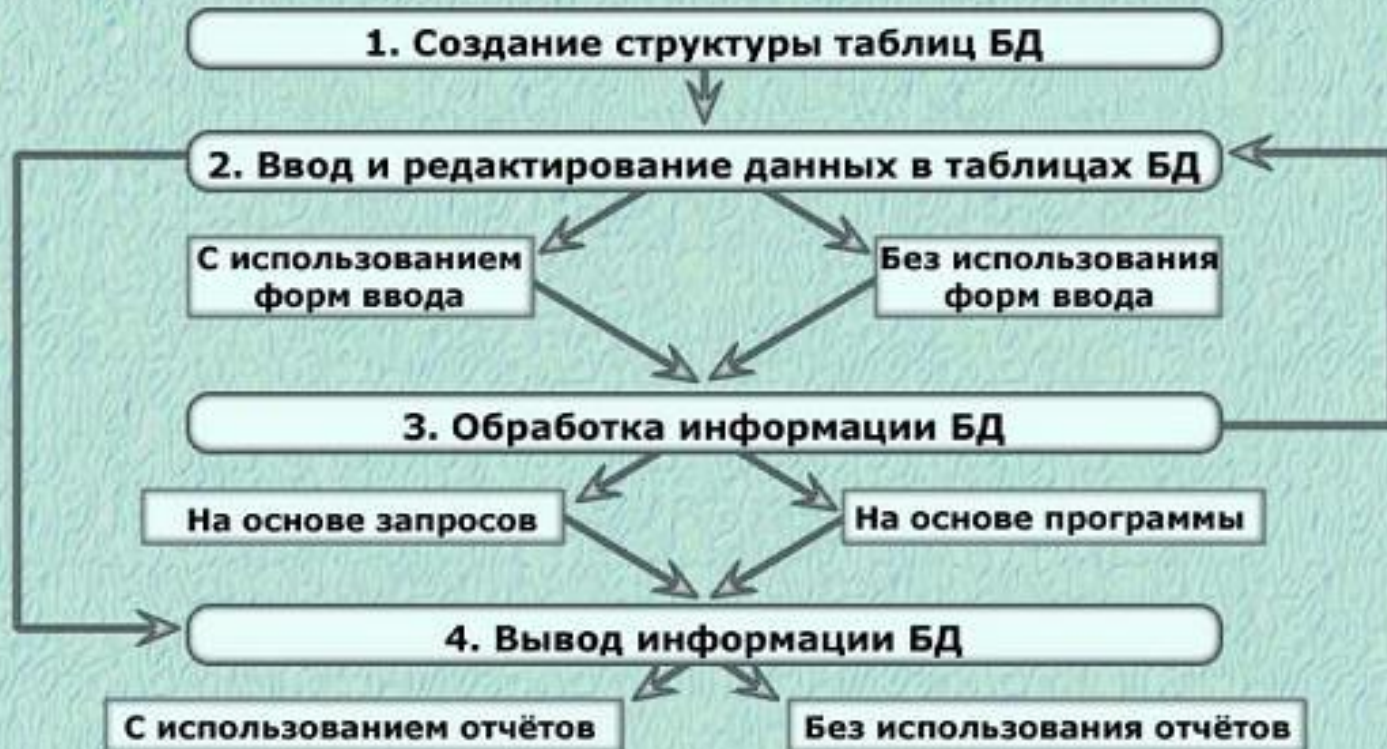 1. Создание структуры таблиц БД
2. Ввод и редактирование данных в таблицах БД
С использованием
форм ввода
Без использования
форм ввода
3. Обработка информации БД
На основе запросов
На основе программы
4. Вывод информации БД
С использованием отчётов
Без использования отчётов